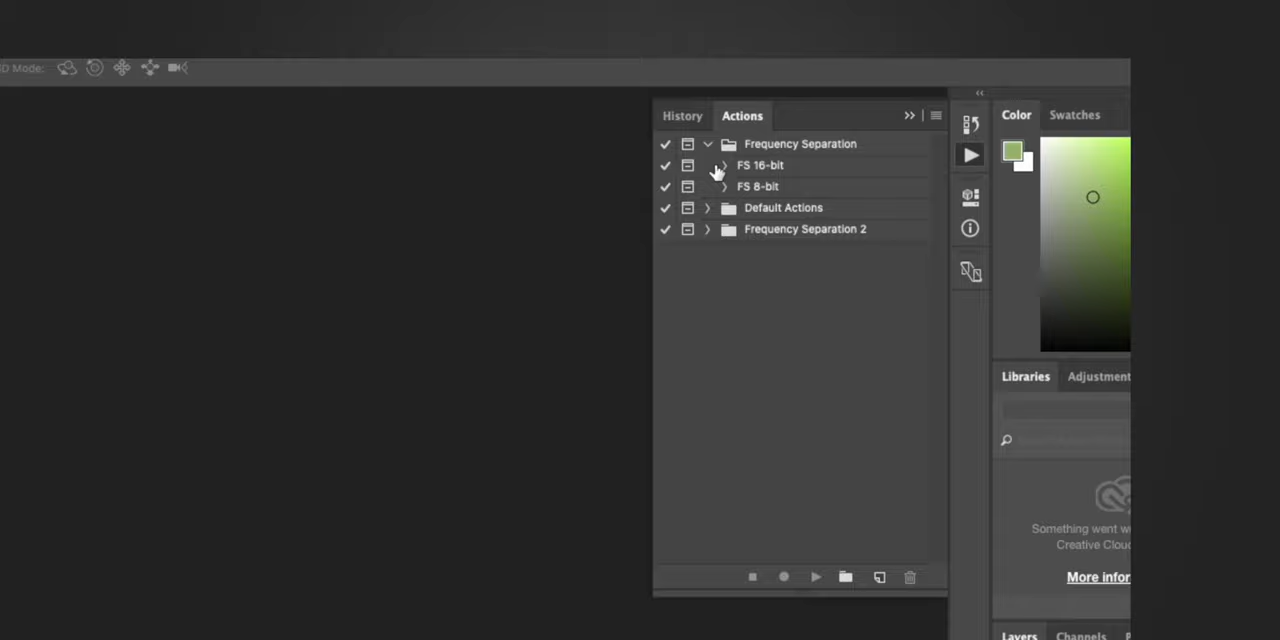 3D Mode:
History
Actions
Color
Swatches
Frequency Separation
FS 16-bit
FS 8-bit
Default Actions
Frequency Separation 2
Libraries
Adjustment
Something went w
Creative Clou
More infor
Layers
Channels
P